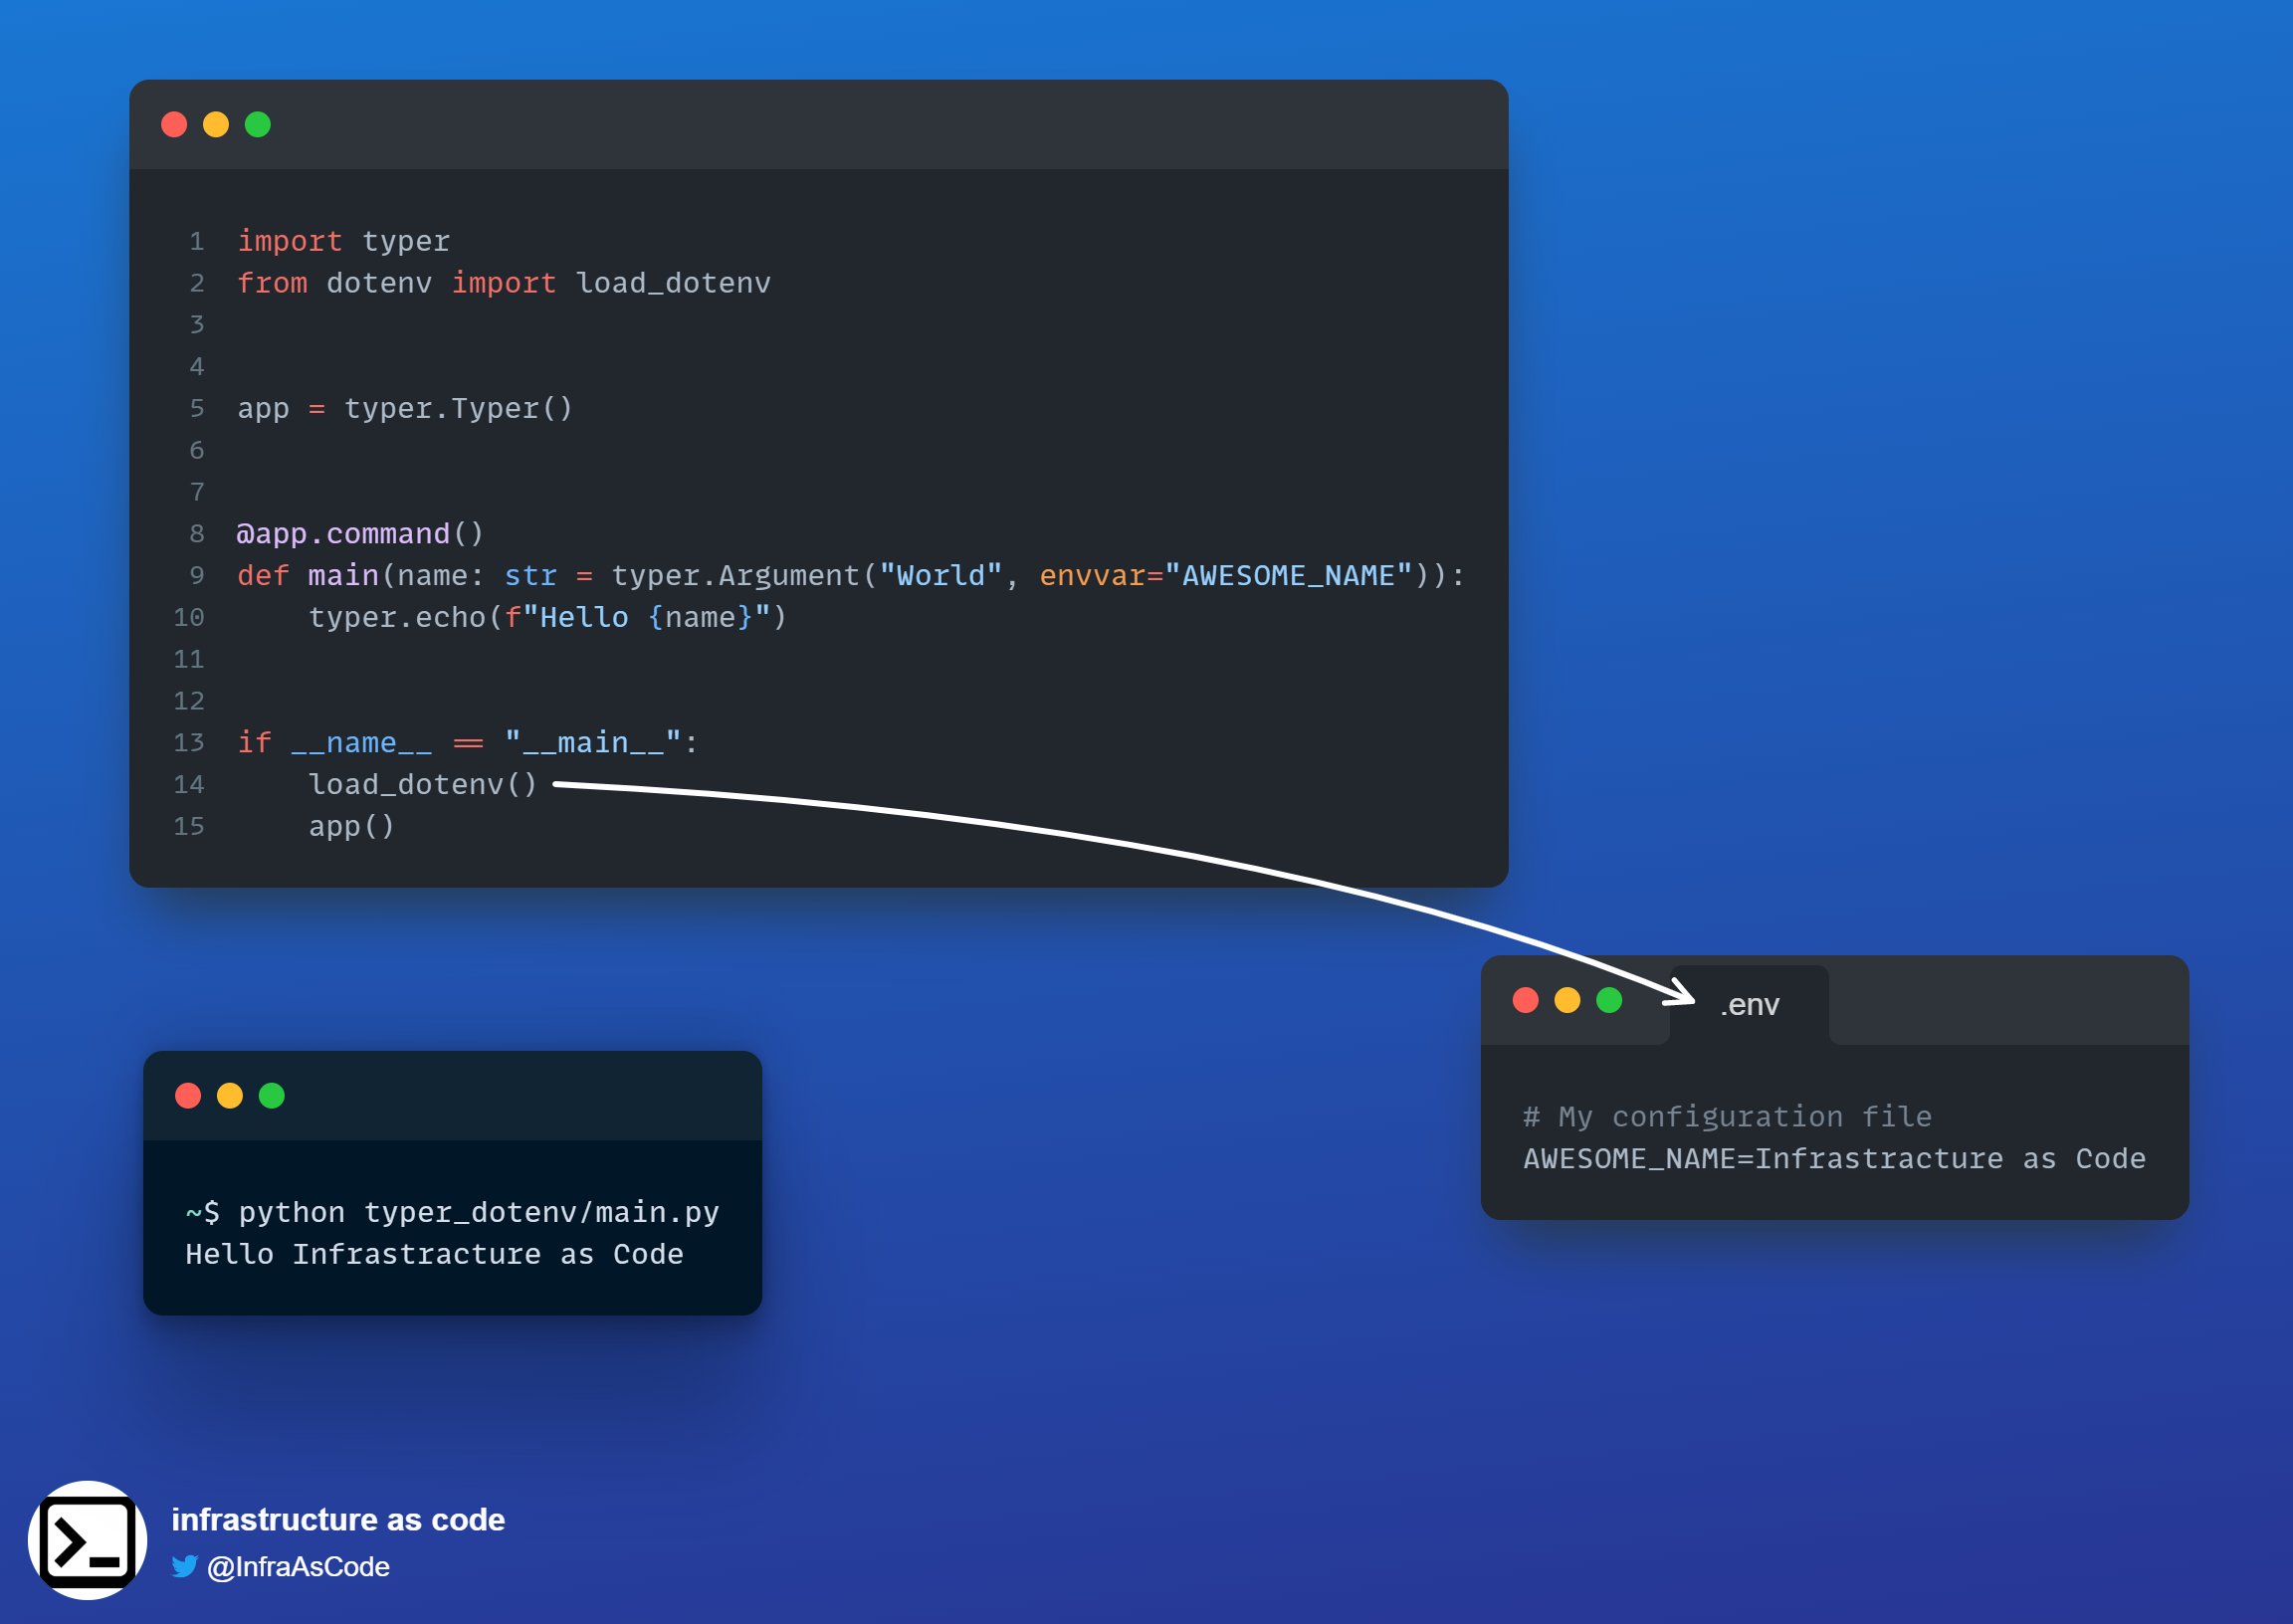 1 import typer
2 from dotenv import load_dotenv
3
4
5 app = typer.Typer()
6
7
8 @app.command()
9 def main(name: str = typer.Argument("World", envvar="AWESOME_NAME")):
10     typer.echo(f"Hello {name}")
11
12
13 if __name__ == "__main__":
14     load_dotenv()
15     app()
.env
# My configuration file
AWESOME_NAME=Infrastracture as Code
~$ python typer_dotenv/main.py
Hello Infrastracture as Code
infrastructure as code
@InfraAsCode